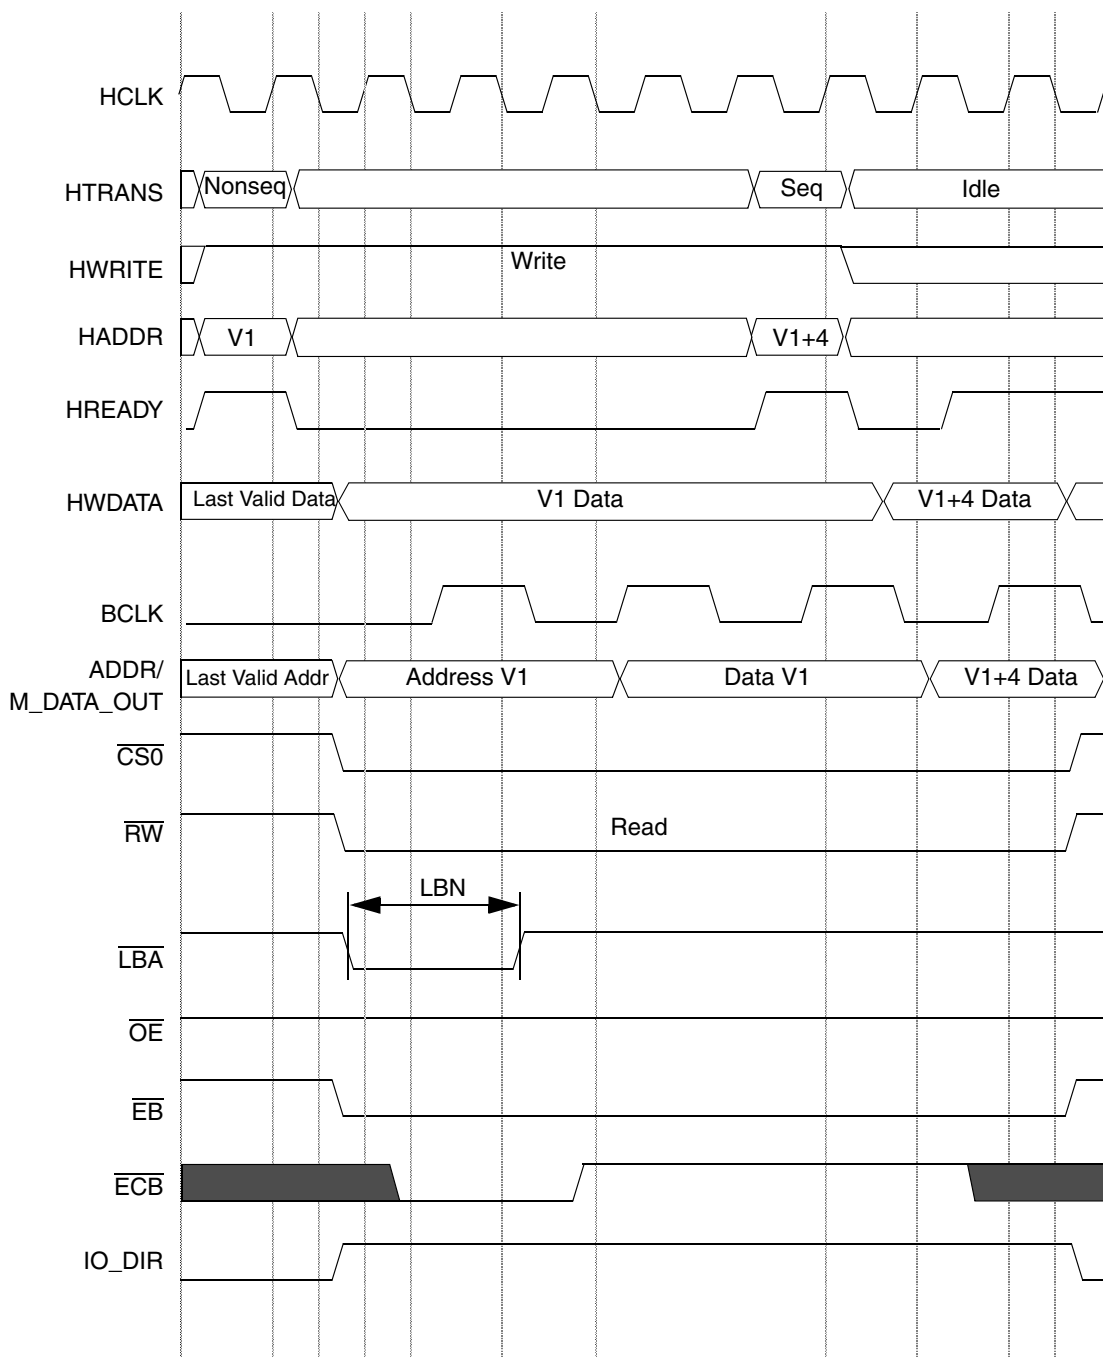 HCLK
HTRANS Nonseq Seq Idle
HWRITE Write
HADDR V1 V1+4
HREADY
HWDATA Last Valid Data V1 Data V1+4 Data
BCLK
ADDR/
M_DATA_OUT Last Valid Addr Address V1 Data V1 V1+4 Data
CS0
RW Read
LBN
LBA
OE
EB
ECB
IO_DIR